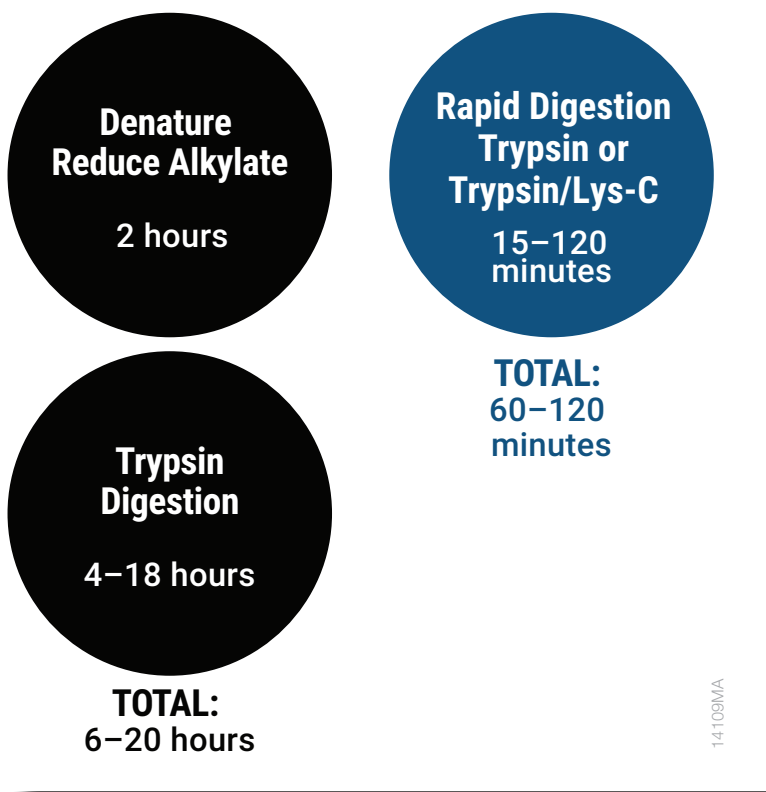 Denature
Reduce Alkylate
2 hours
Trypsin
Digestion
4–18 hours
TOTAL:
6–20 hours
Rapid Digestion
Trypsin or
Trypsin/Lys-C
15–120
minutes
TOTAL:
60–120
minutes
14109MA